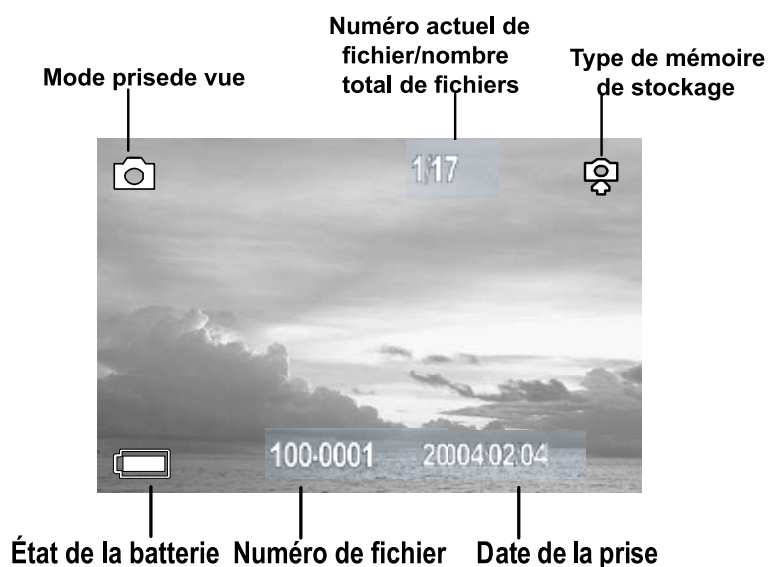 Numéro actuel de
fichier/nombre
total de fichiers
Type de mémoire
de stockage
Mode prisede vue
1/17
100-0001 20004/02/04
État de la batterie Numéro de fichier Date de la prise